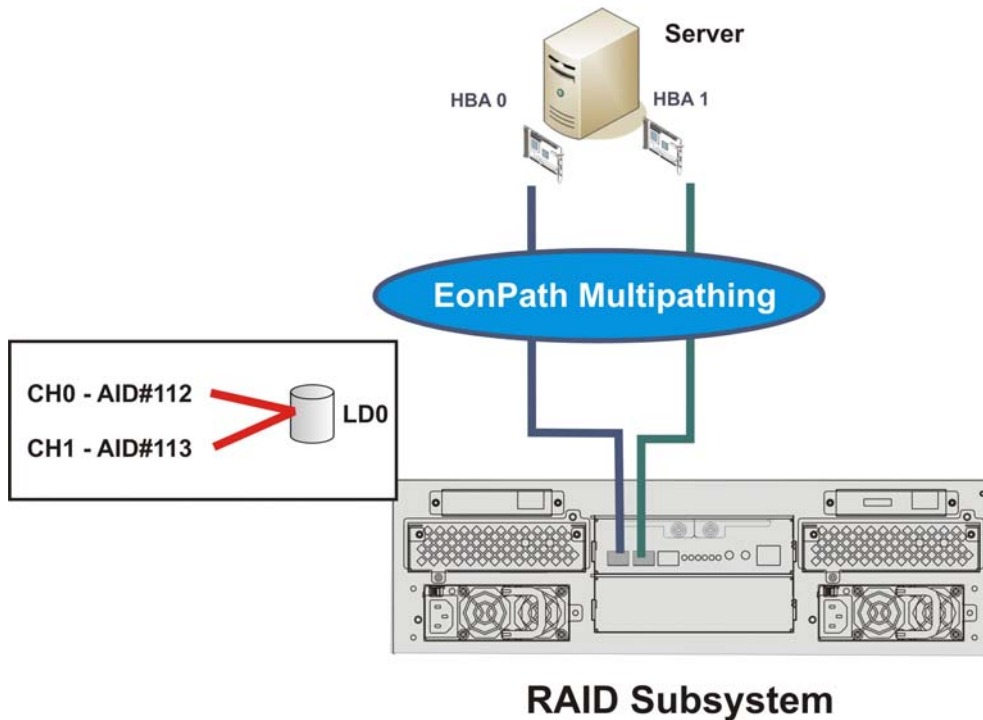 Server
HBA 0
HBA 1
EonPath Multipathing
CH0 - AID#112
LD0
CH1 - AID#113
RAID Subsystem